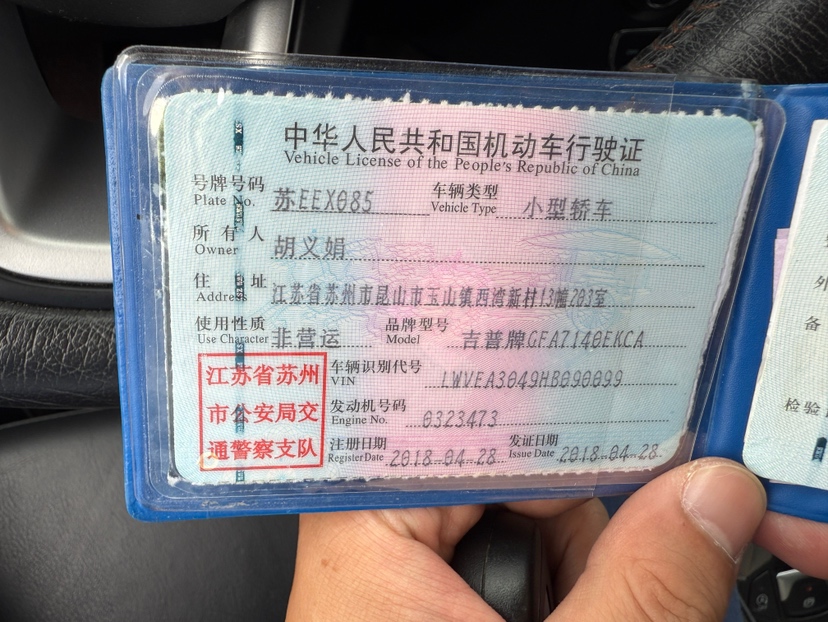 中华人民共和国机动车行驶证
Vehicle License of the People's Republic of China
号牌号码 苏EEX085 车辆类型 小型轿车
Plate No. Vehicle Type
所有人 胡义娟
Owner
住址 江苏省苏州市昆山市玉山镇西湾新村13幢203室
Address
使用性质 非营运 品牌型号 吉普牌GFA7140EKCA
Use Character Model
江苏省苏州
市公安局交
通警察支队
车辆识别代号 LWVEA3049HB090099
VIN
发动机号码 0323473
Engine No.
注册日期 2018-04-28 发证日期 2018-04-28
Register Date Issue Date
外
备
检验